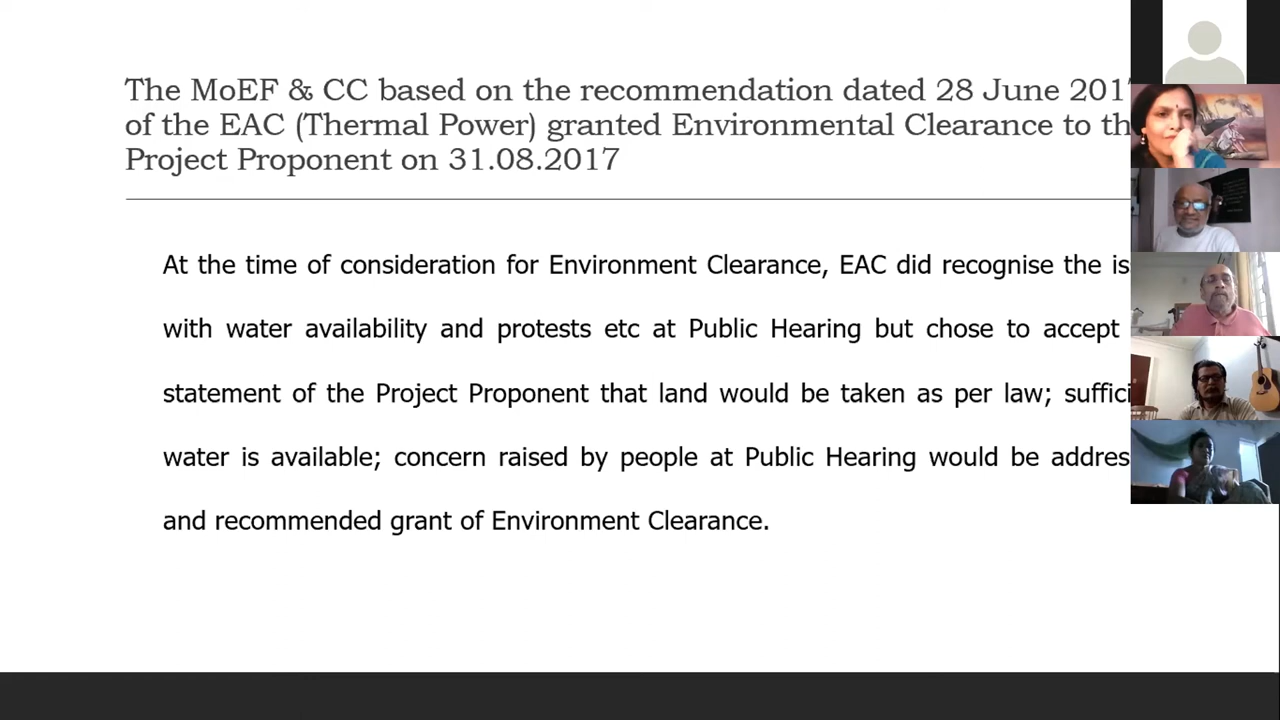 The MoEF & CC based on the recommendation dated 28 June 201
of the EAC (Thermal Power) granted Environmental Clearance to th
Project Proponent on 31.08.2017
At the time of consideration for Environment Clearance, EAC did recognise the is
with water availability and protests etc at Public Hearing but chose to accept
statement of the Project Proponent that land would be taken as per law; suffici
water is available; concern raised by people at Public Hearing would be addres
and recommended grant of Environment Clearance.